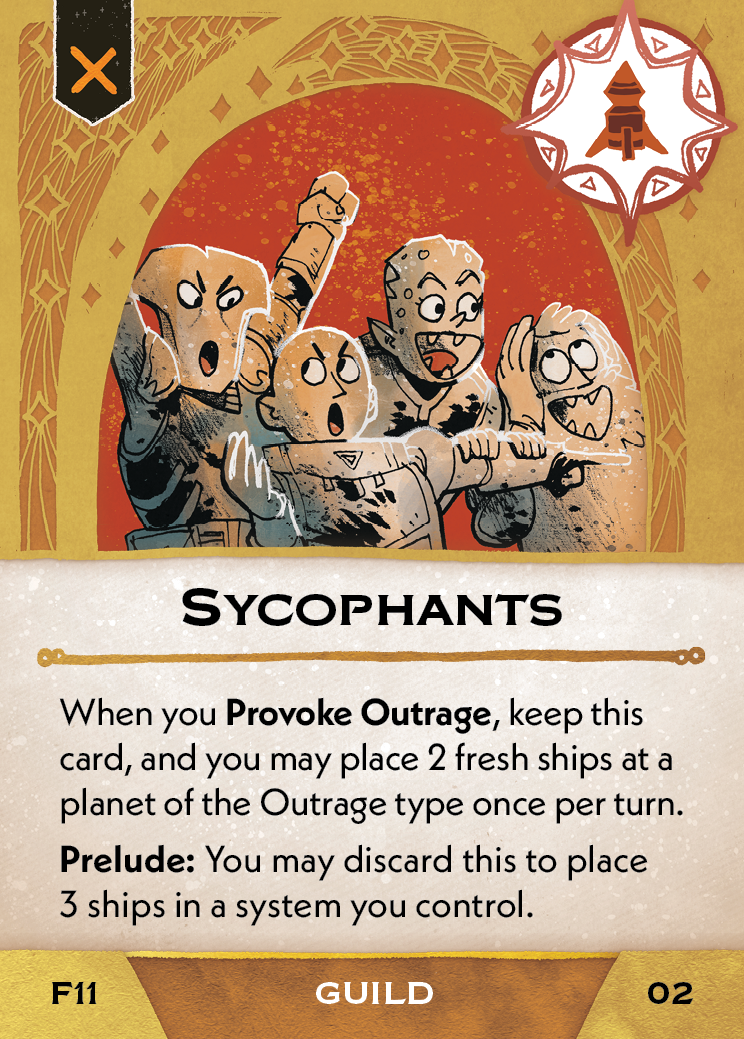 Sycophants
When you Provoke Outrage, keep this
card, and you may place 2 fresh ships at a
planet of the Outrage type once per turn.
Prelude: You may discard this to place
3 ships in a system you control.
F11 GUILD 02